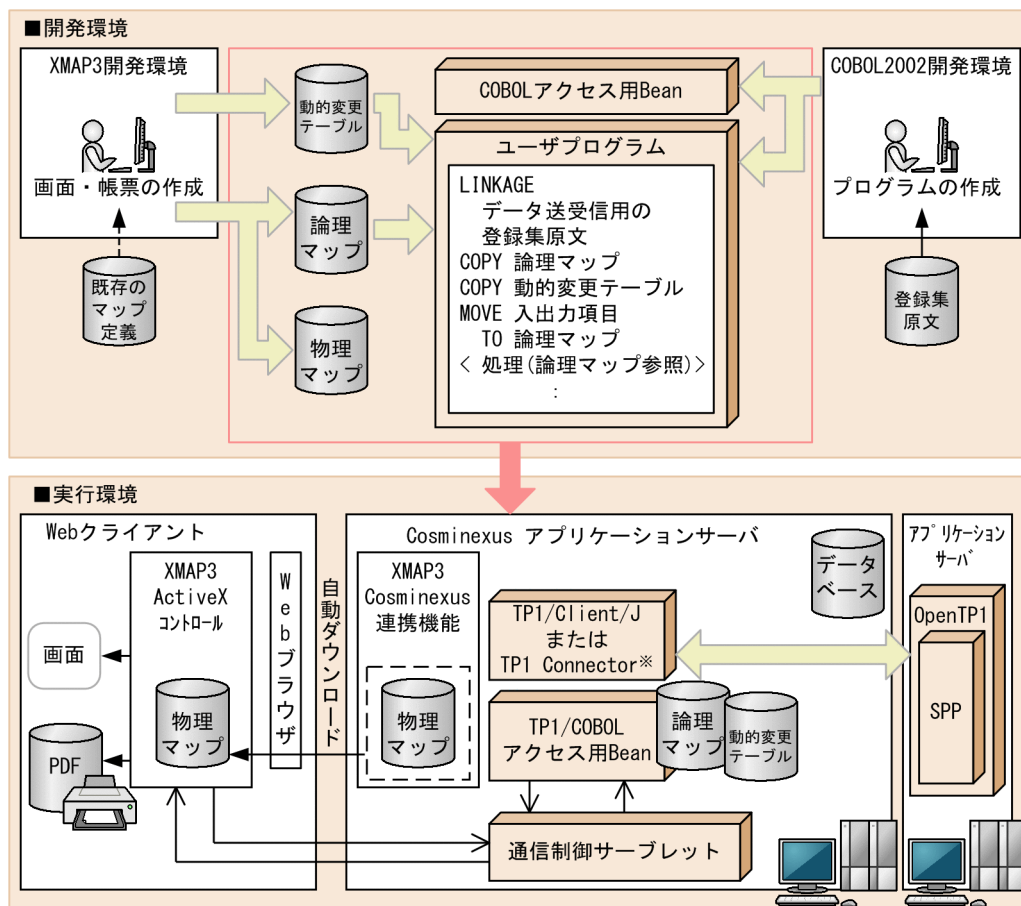 ■開発環境
XMAP3開発環境
画面・帳票の作成
既存の
マップ
定義
動的変更
テーブル
論理
マップ
物理
マップ
COBOLアクセス用Bean
ユーザプログラム
LINKAGE
データ送受信用の
登録集原文
COPY 論理マップ
COPY 動的変更テーブル
MOVE 入出力項目
TO 論理マップ
< 処理(論理マップ参照)>
:
COBOL2002開発環境
プログラムの作成
登録集
原文
■実行環境
Webクライアント
XMAP3
ActiveX
コントロール
画面
PDF
物理
マップ
Webブラウザ
自動ダウンロード
Cosminexus アプリケーションサーバ
XMAP3
Cosminexus
連携機能
物理
マップ
TP1/Client/J
または
TP1 Connector※
TP1/COBOL
アクセス用Bean
論理
マップ
動的変更
テーブル
通信制御サーブレット
データ
ベース
アプリケーション
サーバ
OpenTP1
SPP